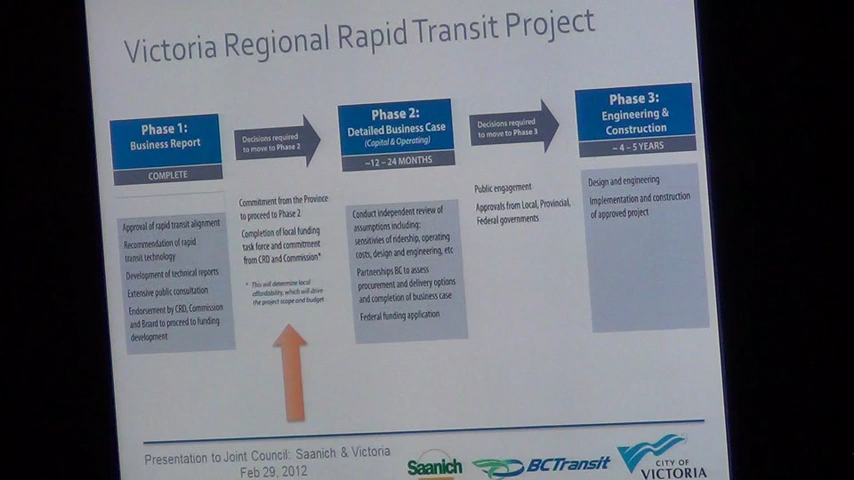 Victoria Regional Rapid Transit Project
Phase 1:
Business Report
COMPLETE
Approval of rapid transit alignment
Recommendation of rapid
transit technology
Development of technical reports
Extensive public consultation
Endorsement by CRD, Commission
and Board to proceed to funding
development
Decisions required
to move to Phase 2
Commitment from the Province
to proceed to Phase 2
Completion of local funding
task force and commitment
from CRD and Commission*
* This will determine local
affordability, which will drive
the project scope and budget
Phase 2:
Detailed Business Case
(Capital & Operating)
~12 – 24 MONTHS
Conduct independent review of
assumptions including:
sensitivies of ridership, operating
costs, design and engineering, etc
Partnerships BC to assess
procurement and delivery options
and completion of business case
Federal funding application
Decisions required
to move to Phase 3
Public engagement
Approvals from Local, Provincial,
Federal governments
Phase 3:
Engineering &
Construction
~ 4 – 5 YEARS
Design and engineering
Implementation and construction
of approved project
Presentation to Joint Council: Saanich & Victoria
Feb 29, 2012
Saanich
BCTransit
CITY OF
VICTORIA